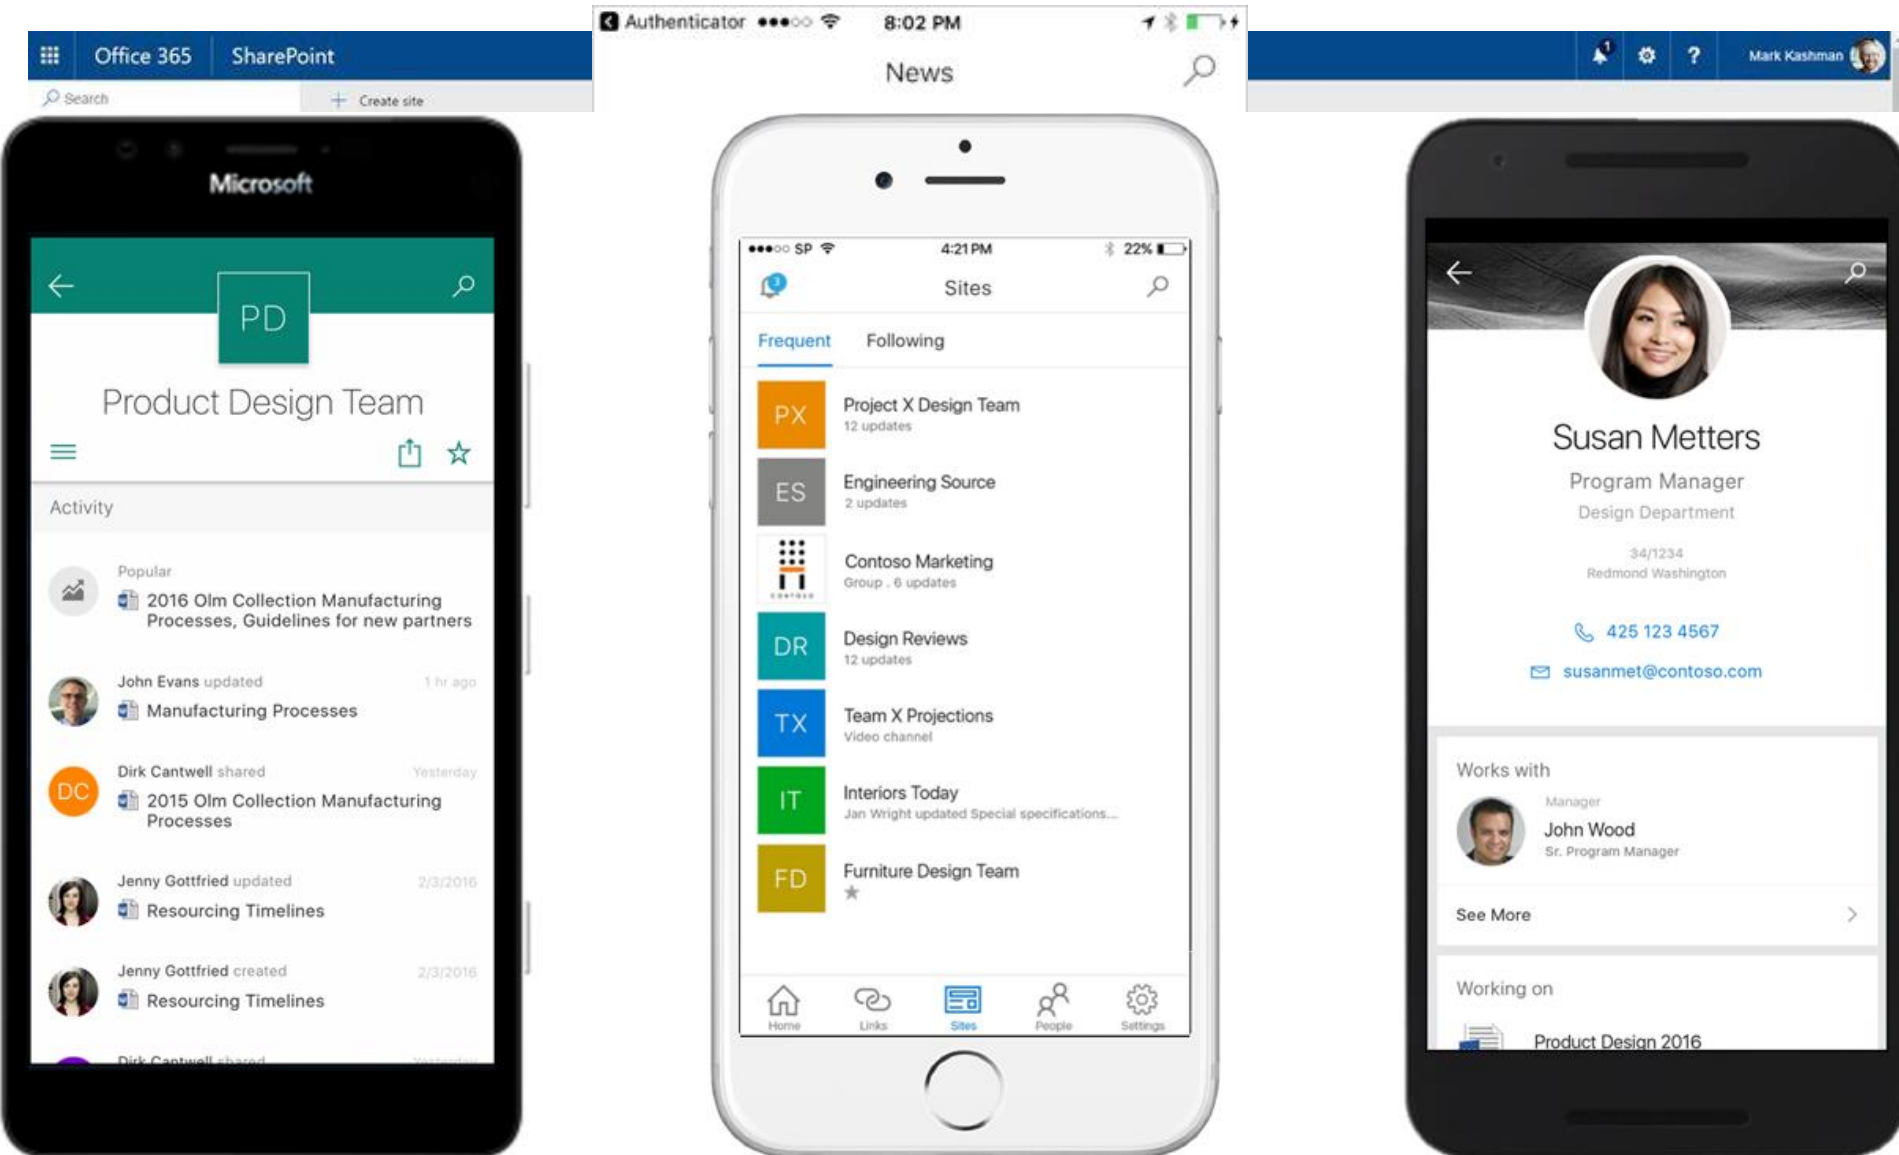 Authenticator 8:02 PM
Office 365 SharePoint
News
1
? Mark Kashman
Search
Create site
Microsoft
PD
Product Design Team
Activity
Popular
2016 Olm Collection Manufacturing
Processes, Guidelines for new partners
John Evans updated 1 hr ago
Manufacturing Processes
DC
Dirk Cantwell shared Yesterday
2015 Olm Collection Manufacturing
Processes
Jenny Gottfried updated 2/3/2016
Resourcing Timelines
Jenny Gottfried created 2/3/2016
Resourcing Timelines
Dirk Cantwell shared Yesterday
SP 4:21 PM 22%
3
Sites
Frequent Following
PX
Project X Design Team
12 updates
ES
Engineering Source
2 updates
CONTOSO
Contoso Marketing
Group . 6 updates
DR
Design Reviews
12 updates
TX
Team X Projections
Video channel
IT
Interiors Today
Jan Wright updated Special specifications...
FD
Furniture Design Team
Home Links Sites People Settings
Susan Metters
Program Manager
Design Department
34/1234
Redmond Washington
425 123 4567
susanmet@contoso.com
Works with
Manager
John Wood
Sr. Program Manager
See More
Working on
Product Design 2016